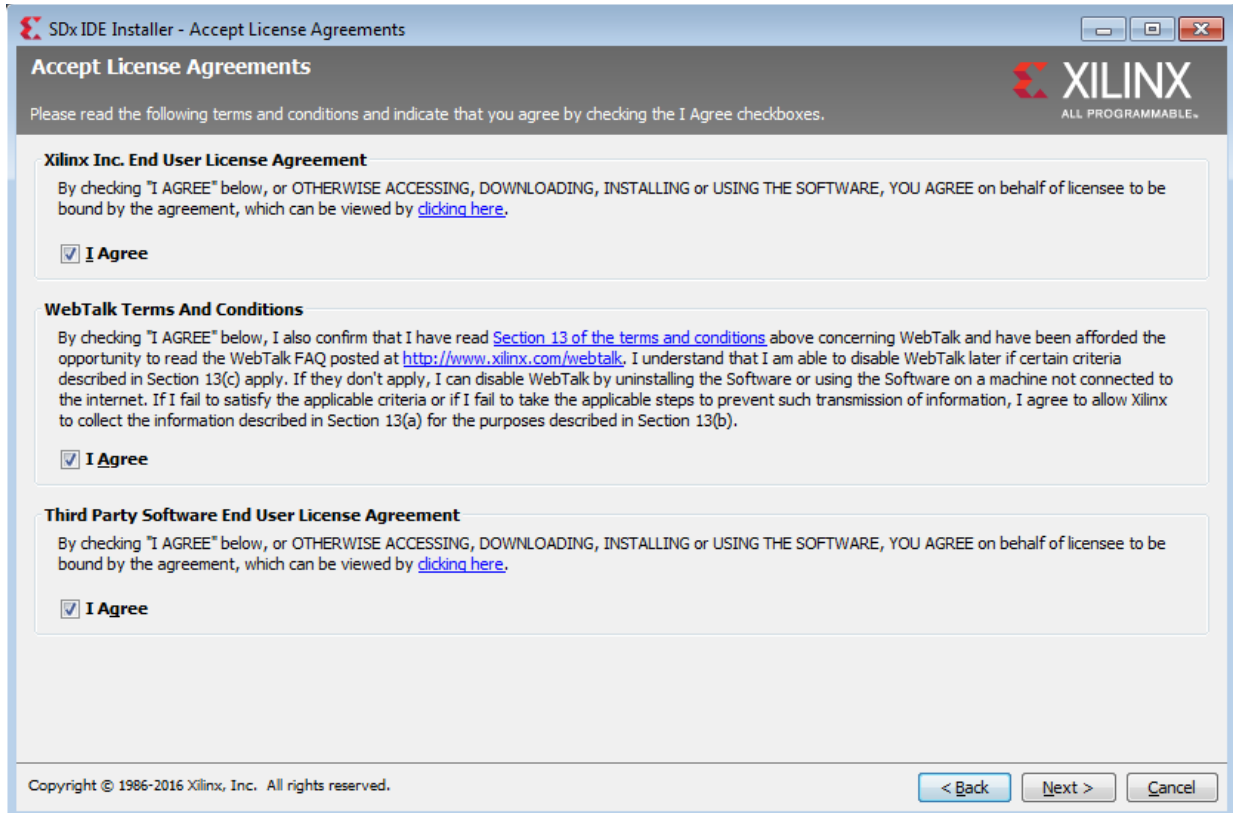 SDx IDE Installer - Accept License Agreements
Accept License Agreements
XILINX
ALL PROGRAMMABLE™
Please read the following terms and conditions and indicate that you agree by checking the I Agree checkboxes.
Xilinx Inc. End User License Agreement
By checking "I AGREE" below, or OTHERWISE ACCESSING, DOWNLOADING, INSTALLING or USING THE SOFTWARE, YOU AGREE on behalf of licensee to be
bound by the agreement, which can be viewed by clicking here.
I Agree
WebTalk Terms And Conditions
By checking "I AGREE" below, I also confirm that I have read Section 13 of the terms and conditions above concerning WebTalk and have been afforded the
opportunity to read the WebTalk FAQ posted at http://www.xilinx.com/webtalk. I understand that I am able to disable WebTalk later if certain criteria
described in Section 13(c) apply. If they don't apply, I can disable WebTalk by uninstalling the Software or using the Software on a machine not connected to
the internet. If I fail to satisfy the applicable criteria or if I fail to take the applicable steps to prevent such transmission of information, I agree to allow Xilinx
to collect the information described in Section 13(a) for the purposes described in Section 13(b).
I Agree
Third Party Software End User License Agreement
By checking "I AGREE" below, or OTHERWISE ACCESSING, DOWNLOADING, INSTALLING or USING THE SOFTWARE, YOU AGREE on behalf of licensee to be
bound by the agreement, which can be viewed by clicking here.
I Agree
Copyright © 1986-2016 Xilinx, Inc. All rights reserved.
< Back
Next >
Cancel